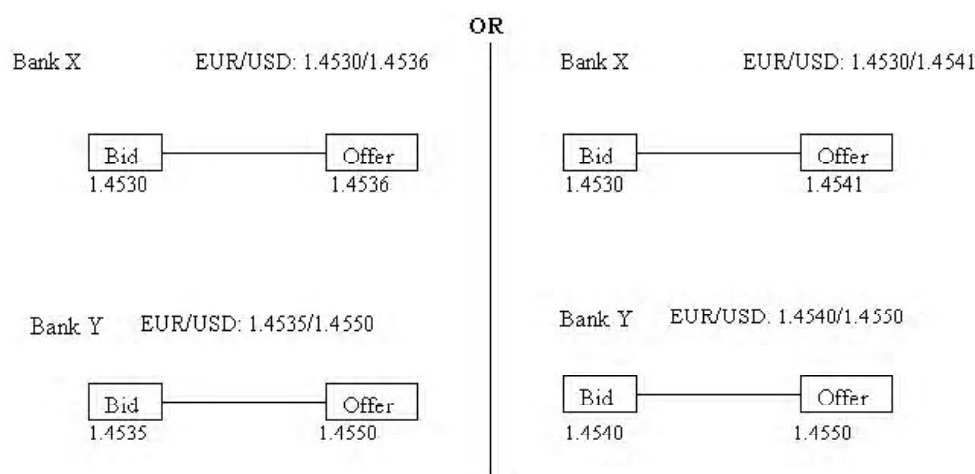 OR
Bank X EUR/USD: 1.4530/1.4536
Bid Offer
1.4530 1.4536
Bank Y EUR/USD: 1.4535/1.4550
Bid Offer
1.4535 1.4550
Bank X EUR/USD: 1.4530/1.4541
Bid Offer
1.4530 1.4541
Bank Y EUR/USD. 1.4540/1.4550
Bid Offer
1.4540 1.4550